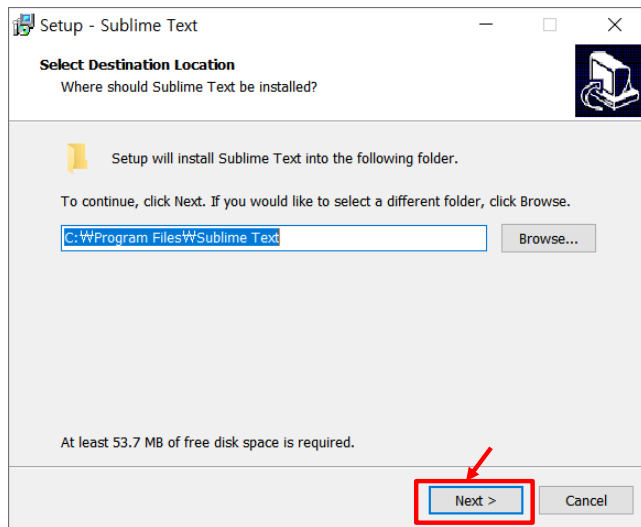 Setup - Sublime Text
Select Destination Location
Where should Sublime Text be installed?
Setup will install Sublime Text into the following folder.
To continue, click Next. If you would like to select a different folder, click Browse.
C:₩Program Files₩Sublime Text
Browse...
At least 53.7 MB of free disk space is required.
Next >
Cancel